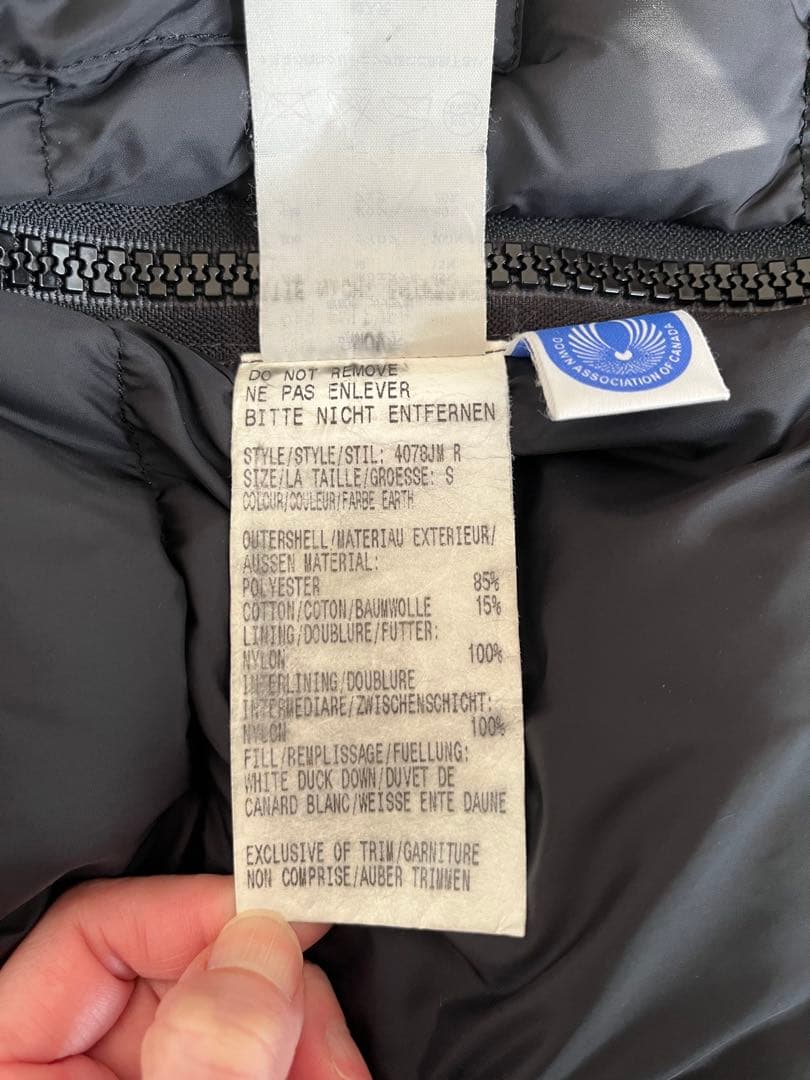 DO NOT REMOVE
NE PAS ENLEVER
BITTE NICHT ENTFERNEN
STYLE/STYLE/STIL: 4078JM R
SIZE/LA TAILLE/GROESSE: S
COLOUR/COULEUR/FARBE EARTH
OUTERSHELL/MATERIAU EXTERIEUR/
AUSSEN MATERIAL:
POLYESTER 85%
COTTON/COTON/BAUMWOLLE 15%
LINING/DOUBLURE/FUTTER:
NYLON 100%
INTERLINING/DOUBLURE
INTERMEDIARE/ZWISCHENSCHICHT:
NYLON 100%
FILL/REMPLISSAGE/FUELLUNG:
WHITE DUCK DOWN/DUVET DE
CANARD BLANC/WEISSE ENTE DAUNE
EXCLUSIVE OF TRIM/GARNITURE
NON COMPRISE/AUBER TRIMMEN
DOWN ASSOCIATION OF CANADA